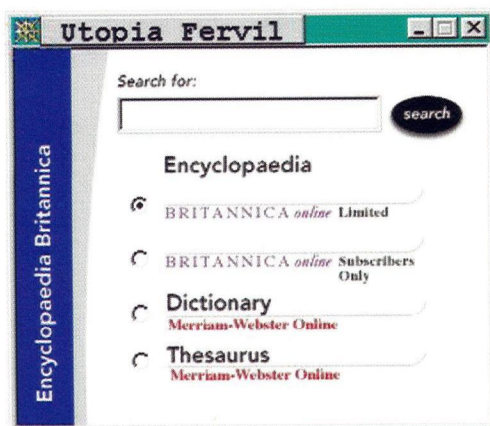 Utopia Fervil
Search for:
search
Encyclopaedia Britannica
Encyclopaedia
BRITANNICA online Limited
BRITANNICA online Subscribers
Only
Dictionary
Merriam-Webster Online
Thesaurus
Merriam-Webster Online